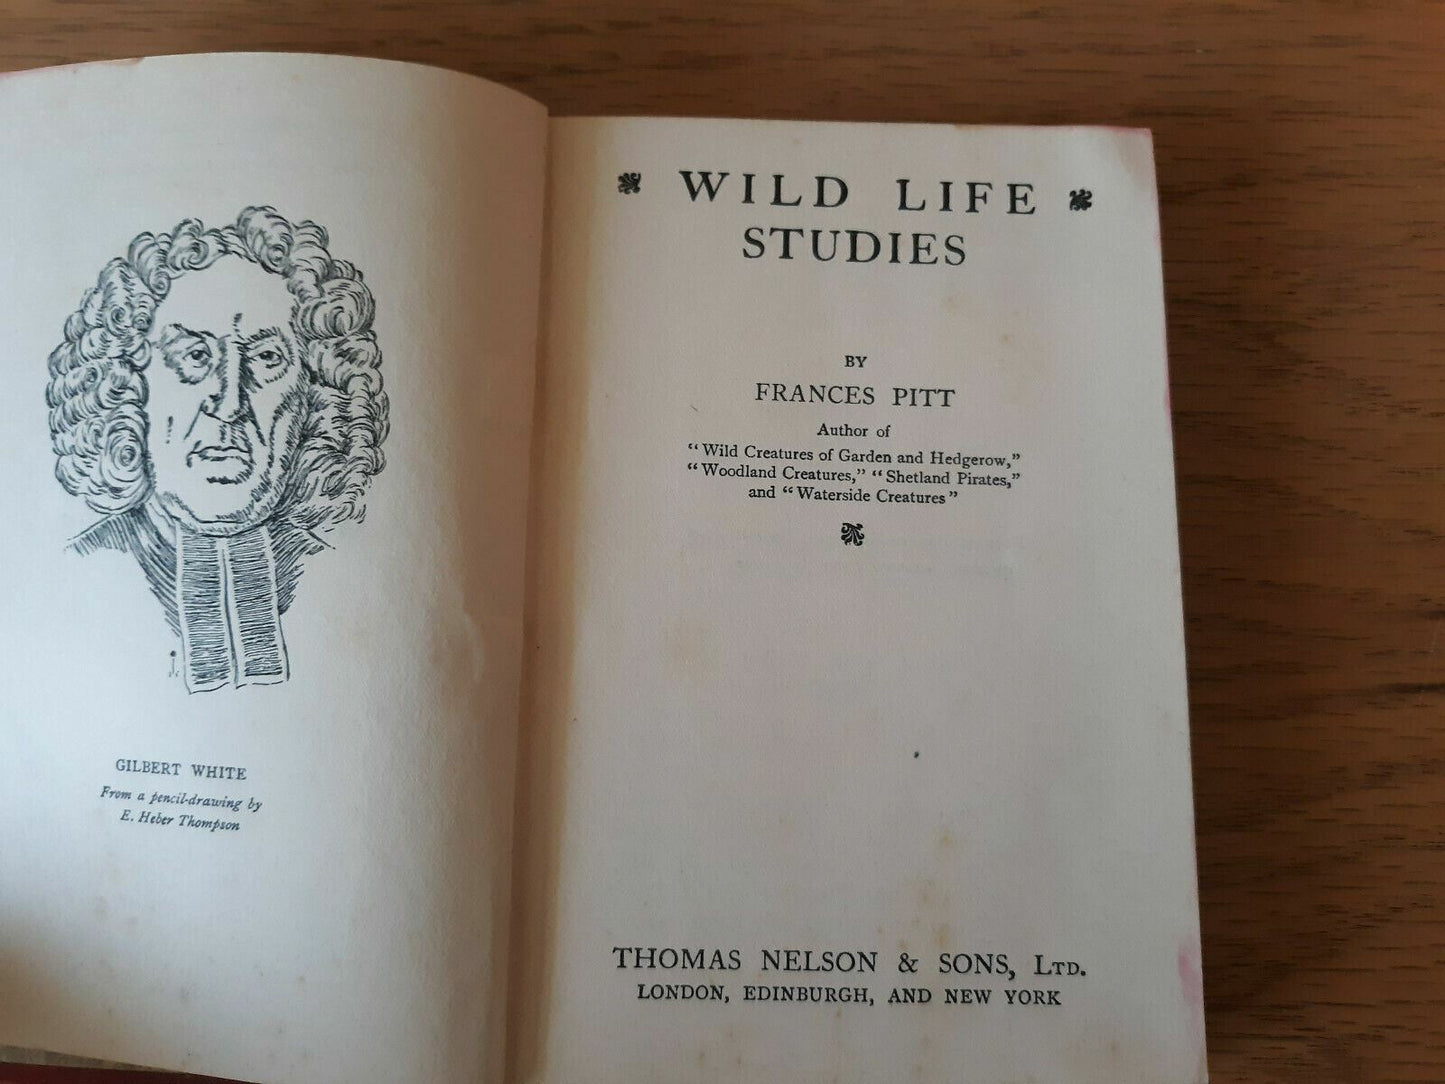 GILBERT WHITE
From a pencil-drawing by
E. Heber Thompson
WILD LIFE
STUDIES
BY
FRANCES PITT
Author of
"Wild Creatures of Garden and Hedgerow,"
"Woodland Creatures," "Shetland Pirates,"
and "Waterside Creatures"
THOMAS NELSON & SONS, LTD.
LONDON, EDINBURGH, AND NEW YORK